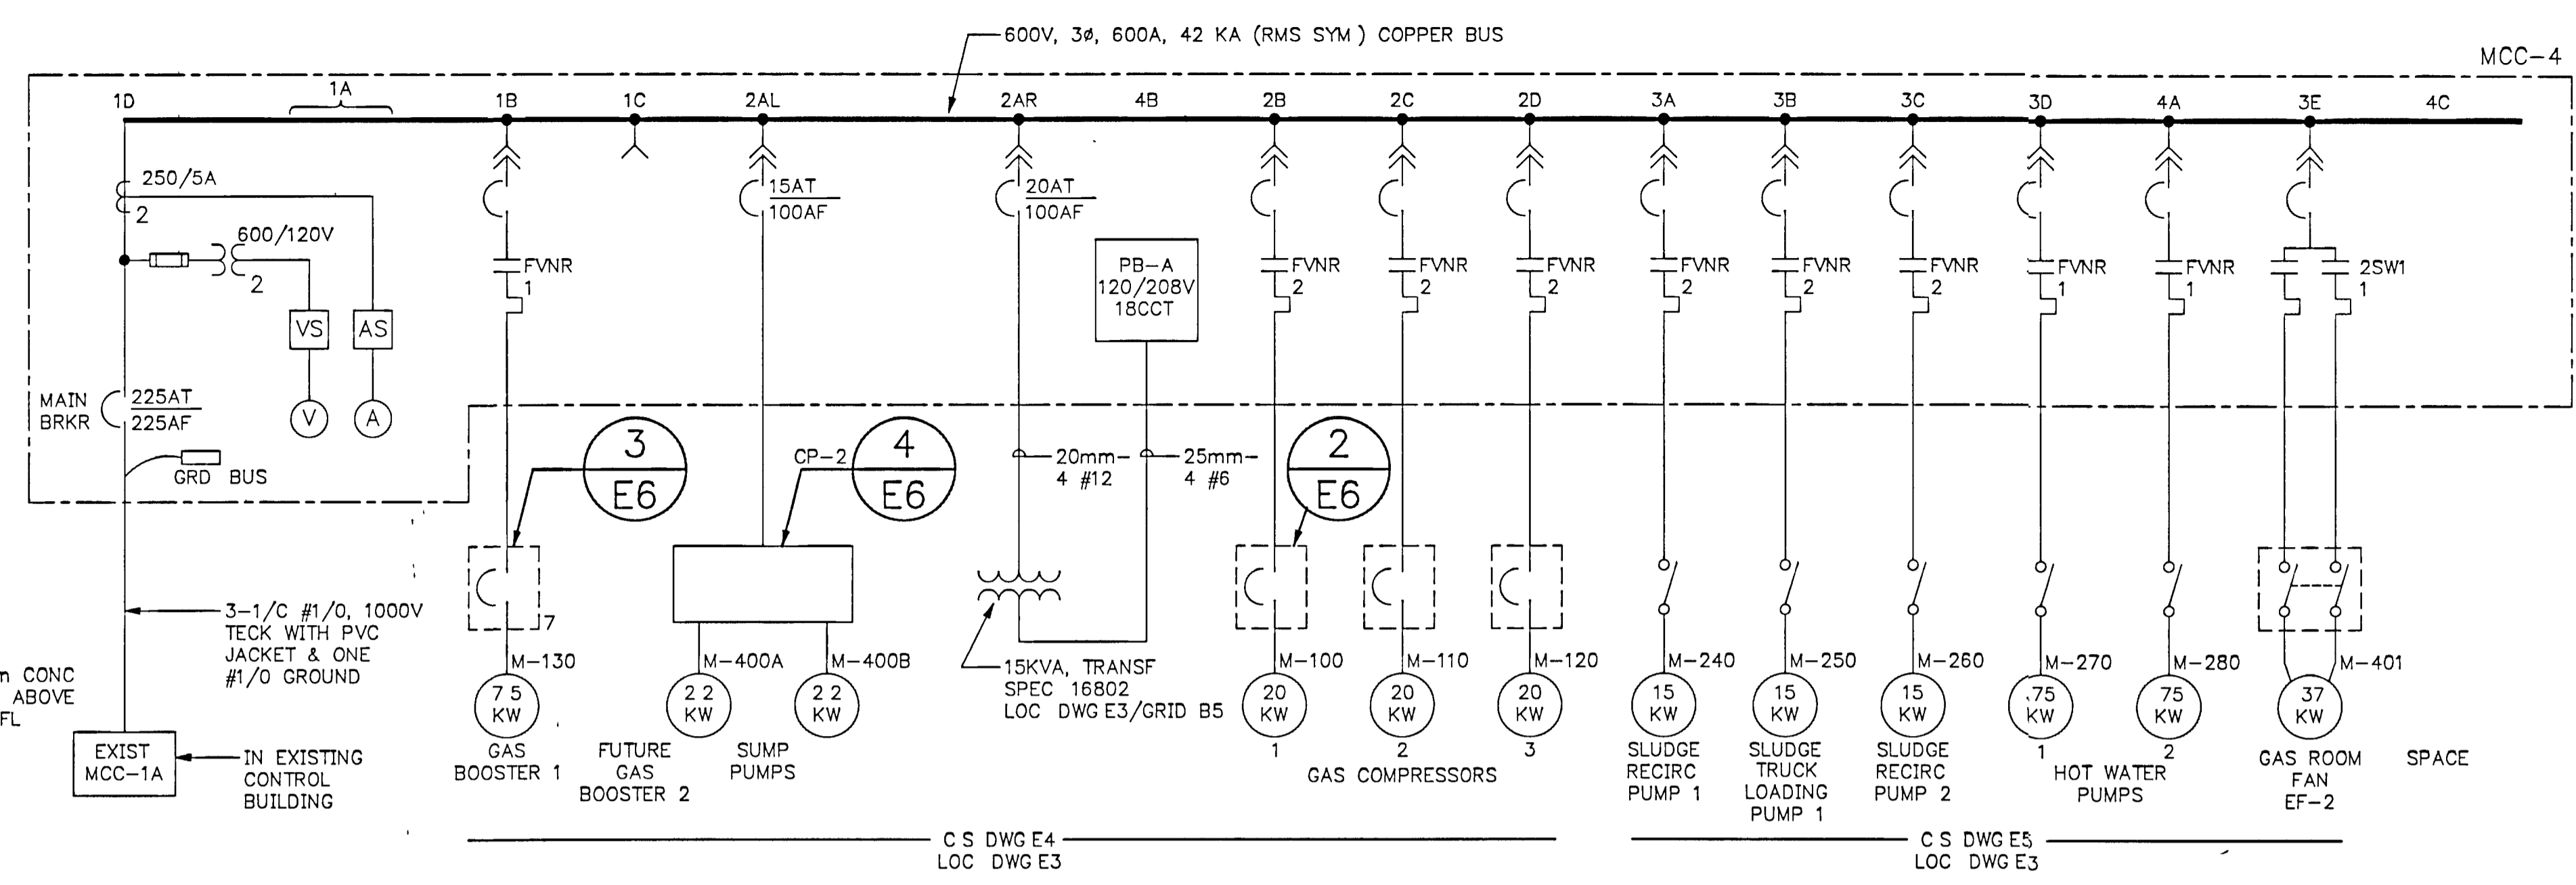 600V, 3ø, 600A, 42 KA (RMS SYM ) COPPER BUS
MCC-4
1D
1A
1B
1C
2AL
2AR
4B
2B
2C
2D
3A
3B
3C
3D
4A
3E
4C
250/5A
2
600/120V
2
VS
AS
V
A
MAIN
BRKR
225AT
225AF
GRD BUS
15AT
100AF
20AT
100AF
PB-A
120/208V
18CCT
FVNR
1
FVNR
2
FVNR
2
FVNR
2
FVNR
2
FVNR
2
FVNR
2
FVNR
1
FVNR
1
2SW1
1
3
E6
CP-2
4
E6
20mm-
4 #12
25mm-
4 #6
2
E6
7
3-1/C #1/0, 1000V
TECK WITH PVC
JACKET & ONE
#1/0 GROUND
CONC
ABOVE
FL
EXIST
MCC-1A
IN EXISTING
CONTROL
BUILDING
M-130
7 5
KW
GAS
BOOSTER 1
FUTURE
GAS
BOOSTER 2
M-400A
2 2
KW
M-400B
2 2
KW
SUMP
PUMPS
15KVA, TRANSF
SPEC 16802
LOC DWG E3/GRID B5
M-100
20
KW
1
M-110
20
KW
2
M-120
20
KW
3
GAS COMPRESSORS
M-240
15
KW
SLUDGE
RECIRC
PUMP 1
M-250
15
KW
SLUDGE
TRUCK
LOADING
PUMP 1
M-260
15
KW
SLUDGE
RECIRC
PUMP 2
M-270
.75
KW
1
M-280
75
KW
2
HOT WATER
PUMPS
M-401
37
KW
GAS ROOM
FAN
EF-2
SPACE
C S DWG E4
LOC DWG E3
C S DWG E5
LOC DWG E3